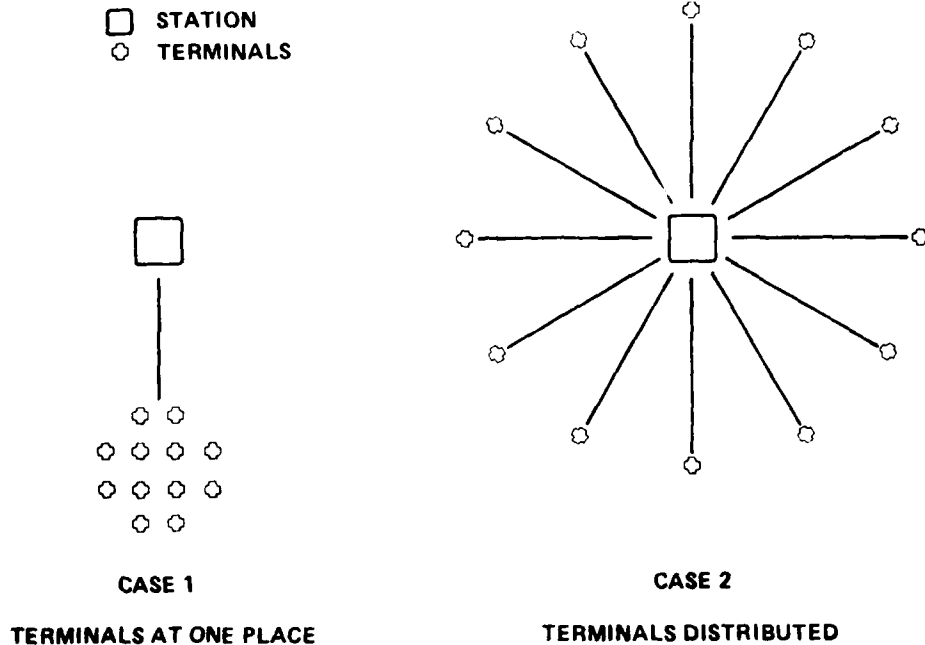 STATION
TERMINALS
CASE 1
TERMINALS AT ONE PLACE
CASE 2
TERMINALS DISTRIBUTED